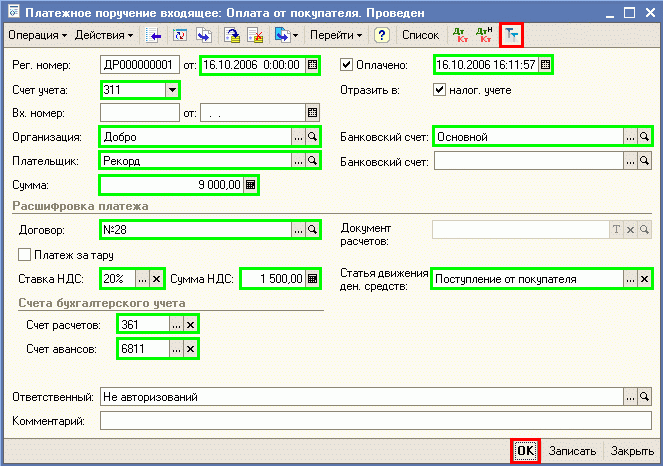 Платежное поручение входящее: Оплата от покупателя. Проведен
Операция Действия Перейти ? Список Дт Кт Дт Н Кт Т Т
Рег. номер: ДР000000001 от: 16.10.2006 0:00:00 Оплачено: 16.10.2006 16:11:57
Счет учета: 311 Отразить в: налог. учете
Вх. номер: от: . .
Организация: Добро ... Банковский счет: Основной ...
Плательщик: Рекорд ... Банковский счет: ...
Сумма: 9 000,00
Расшифровка платежа
Договор: №28 ... Документ расчетов: T x
Платеж за тару
Ставка НДС: 20% ... x Сумма НДС: 1 500,00 Статья движения ден. средств: Поступление от покупателя ... x
Счета бухгалтерского учета
Счет расчетов: 361 ... x
Счет авансов: 6811 ... x
Ответственный: Не авторизований ...
Комментарий:
OK Записать Закрыть